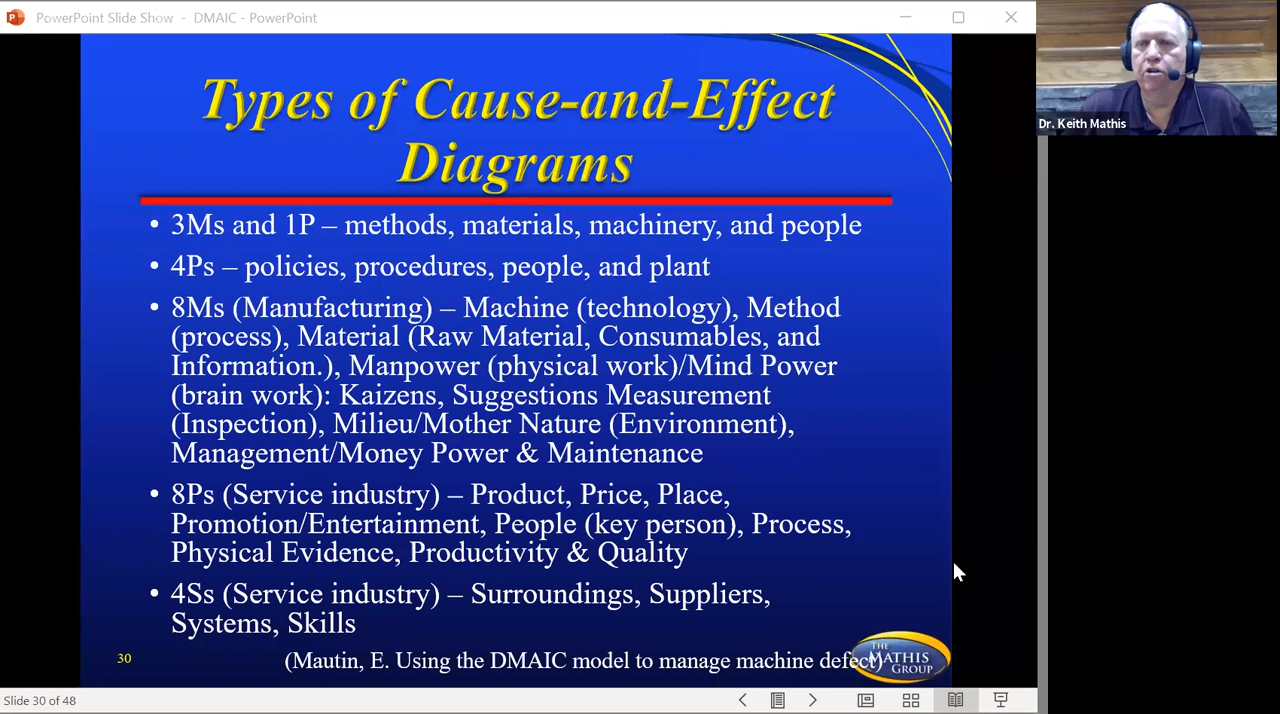 PowerPoint Slide Show - DMAIC - PowerPoint
Dr. Keith Mathis
Types of Cause-and-Effect
Diagrams
• 3Ms and 1P – methods, materials, machinery, and people
• 4Ps – policies, procedures, people, and plant
• 8Ms (Manufacturing) – Machine (technology), Method
(process), Material (Raw Material, Consumables, and
Information.), Manpower (physical work)/Mind Power
(brain work): Kaizens, Suggestions Measurement
(Inspection), Milieu/Mother Nature (Environment),
Management/Money Power & Maintenance
• 8Ps (Service industry) – Product, Price, Place,
Promotion/Entertainment, People (key person), Process,
Physical Evidence, Productivity & Quality
• 4Ss (Service industry) – Surroundings, Suppliers,
Systems, Skills
30
(Mautin, E. Using the DMAIC model to manage machine defect)
THE
MATHIS
GROUP
Slide 30 of 48